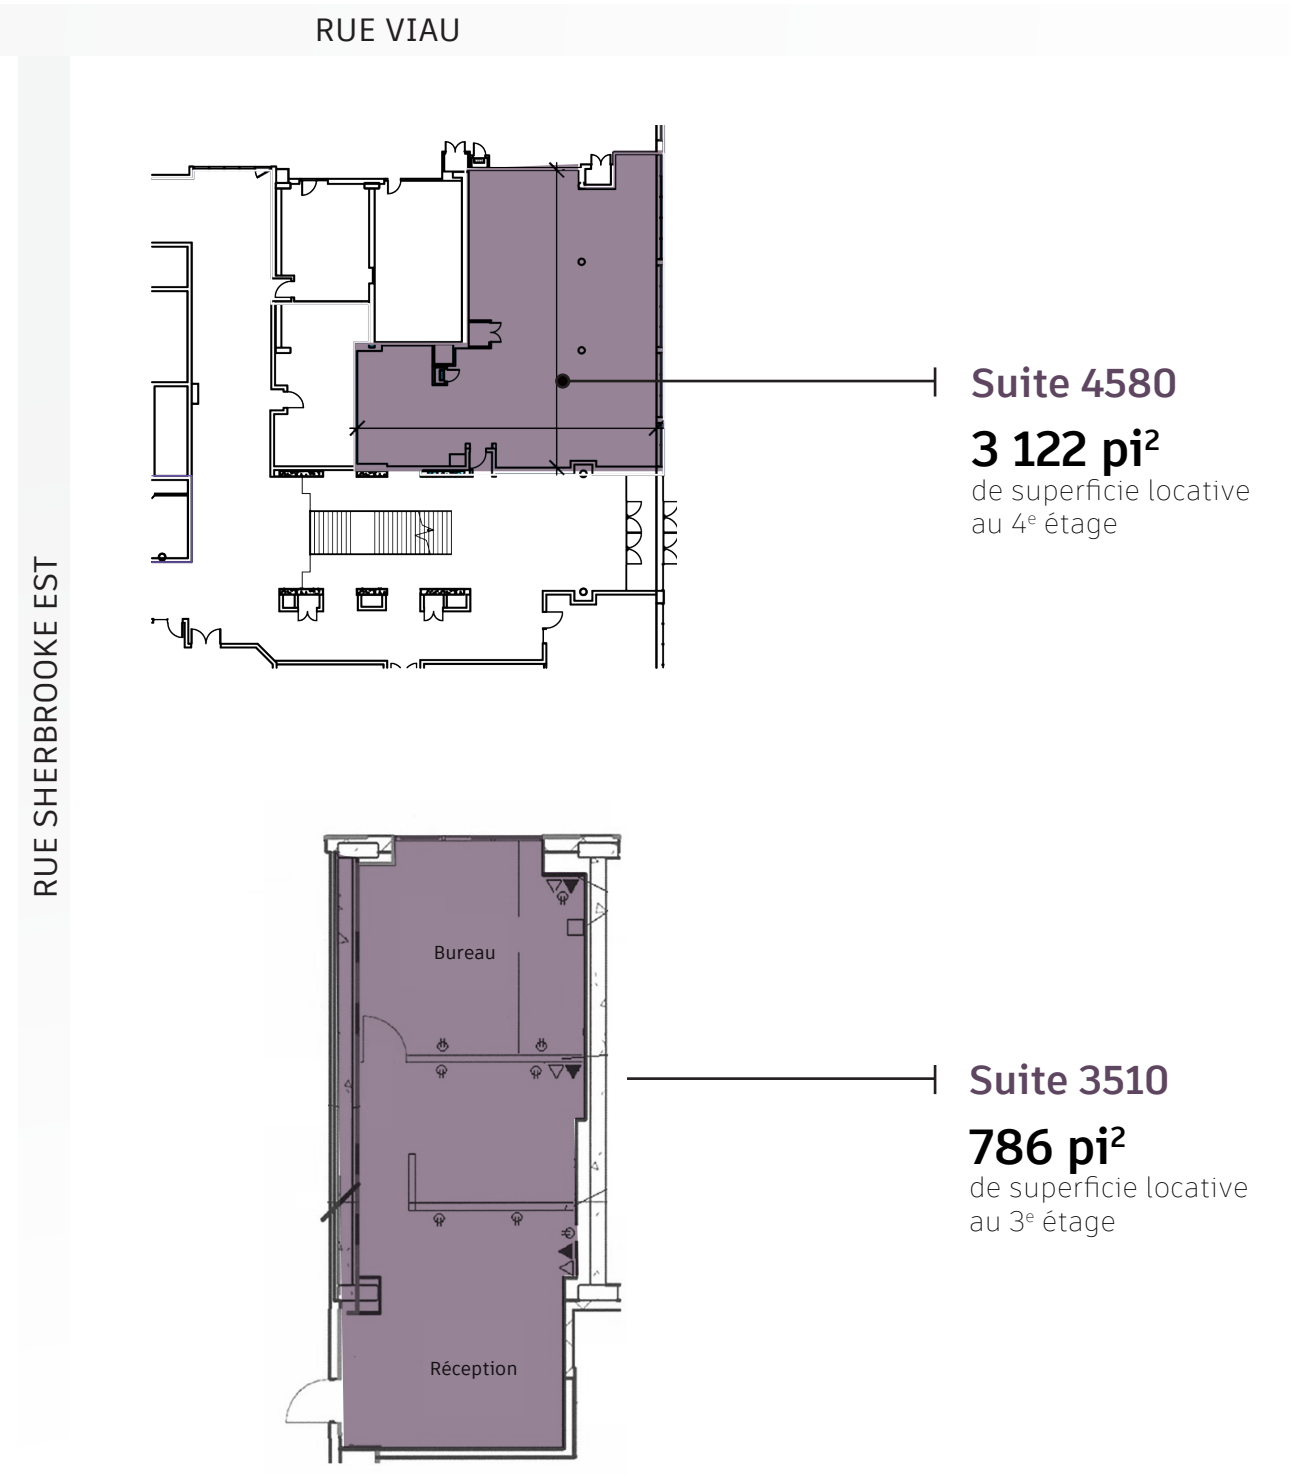 RUE VIAU
RUE SHERBROOKE EST
Suite 4580
3 122 pi²
de superficie locative
au 4ᵉ étage
Bureau
Suite 3510
786 pi²
de superficie locative
au 3ᵉ étage
Réception